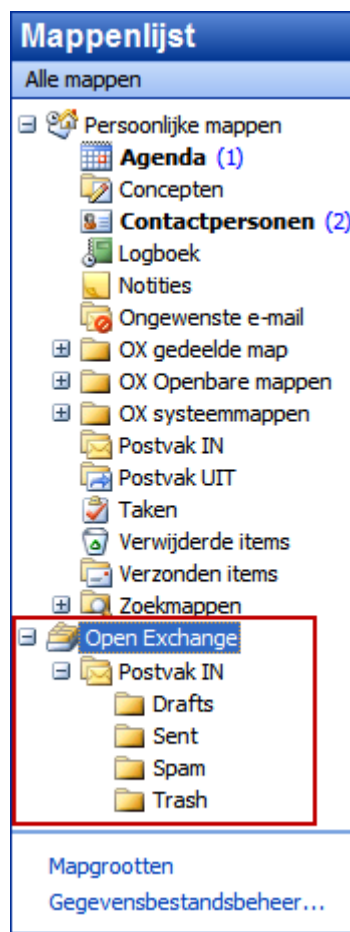 Mappenlijst
Alle mappen
Persoonlijke mappen
Agenda (1)
Concepten
Contactpersonen (2)
Logboek
Notities
Ongewenste e-mail
OX gedeelde map
OX Openbare mappen
OX systeemmappen
Postvak IN
Postvak UIT
Taken
Verwijderde items
Verzonden items
Zoekmappen
Open Exchange
Postvak IN
Drafts
Sent
Spam
Trash
Mapgrootten
Gegevensbestandsbeheer...